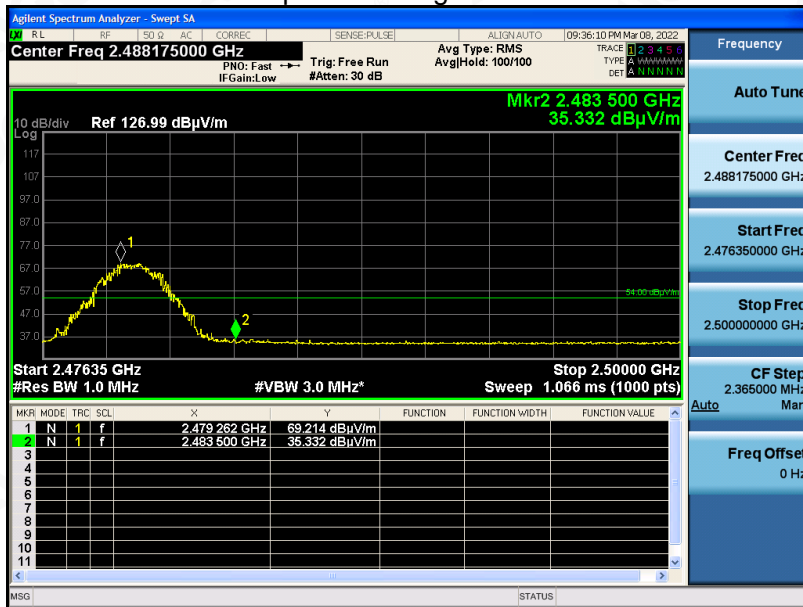 Agilent Spectrum Analyzer - Swept SA
LXI RL RF 50 Ω AC CORREC SENSE:PULSE ALIGN AUTO 09:36:10 PM Mar 08, 2022
Center Freq 2.488175000 GHz
PNO: Fast
IFGain:Low
Trig: Free Run
#Atten: 30 dB
Avg Type: RMS
Avg|Hold: 100/100
TRACE 1 2 3 4 5 6
TYPE A WWWWW
DET A N N N N N
Frequency
Auto Tune
Center Freq
2.488175000 GHz
Start Freq
2.476350000 GHz
Stop Freq
2.500000000 GHz
CF Step
2.365000 MHz
Auto Man
Freq Offset
0 Hz
Mkr2 2.483 500 GHz
35.332 dBµV/m
10 dB/div Ref 126.99 dBµV/m
Log
117
107
97.0
87.0
77.0
67.0
57.0
47.0
37.0
1
2
54.00 dBµV/m
Start 2.47635 GHz Stop 2.50000 GHz
#Res BW 1.0 MHz #VBW 3.0 MHz* Sweep 1.066 ms (1000 pts)
MKR MODE TRC SCL X Y FUNCTION FUNCTION WIDTH FUNCTION VALUE
1 N 1 f 2.479 262 GHz 69.214 dBµV/m
2 N 1 f 2.483 500 GHz 35.332 dBµV/m
3
4
5
6
7
8
9
10
11
MSG STATUS